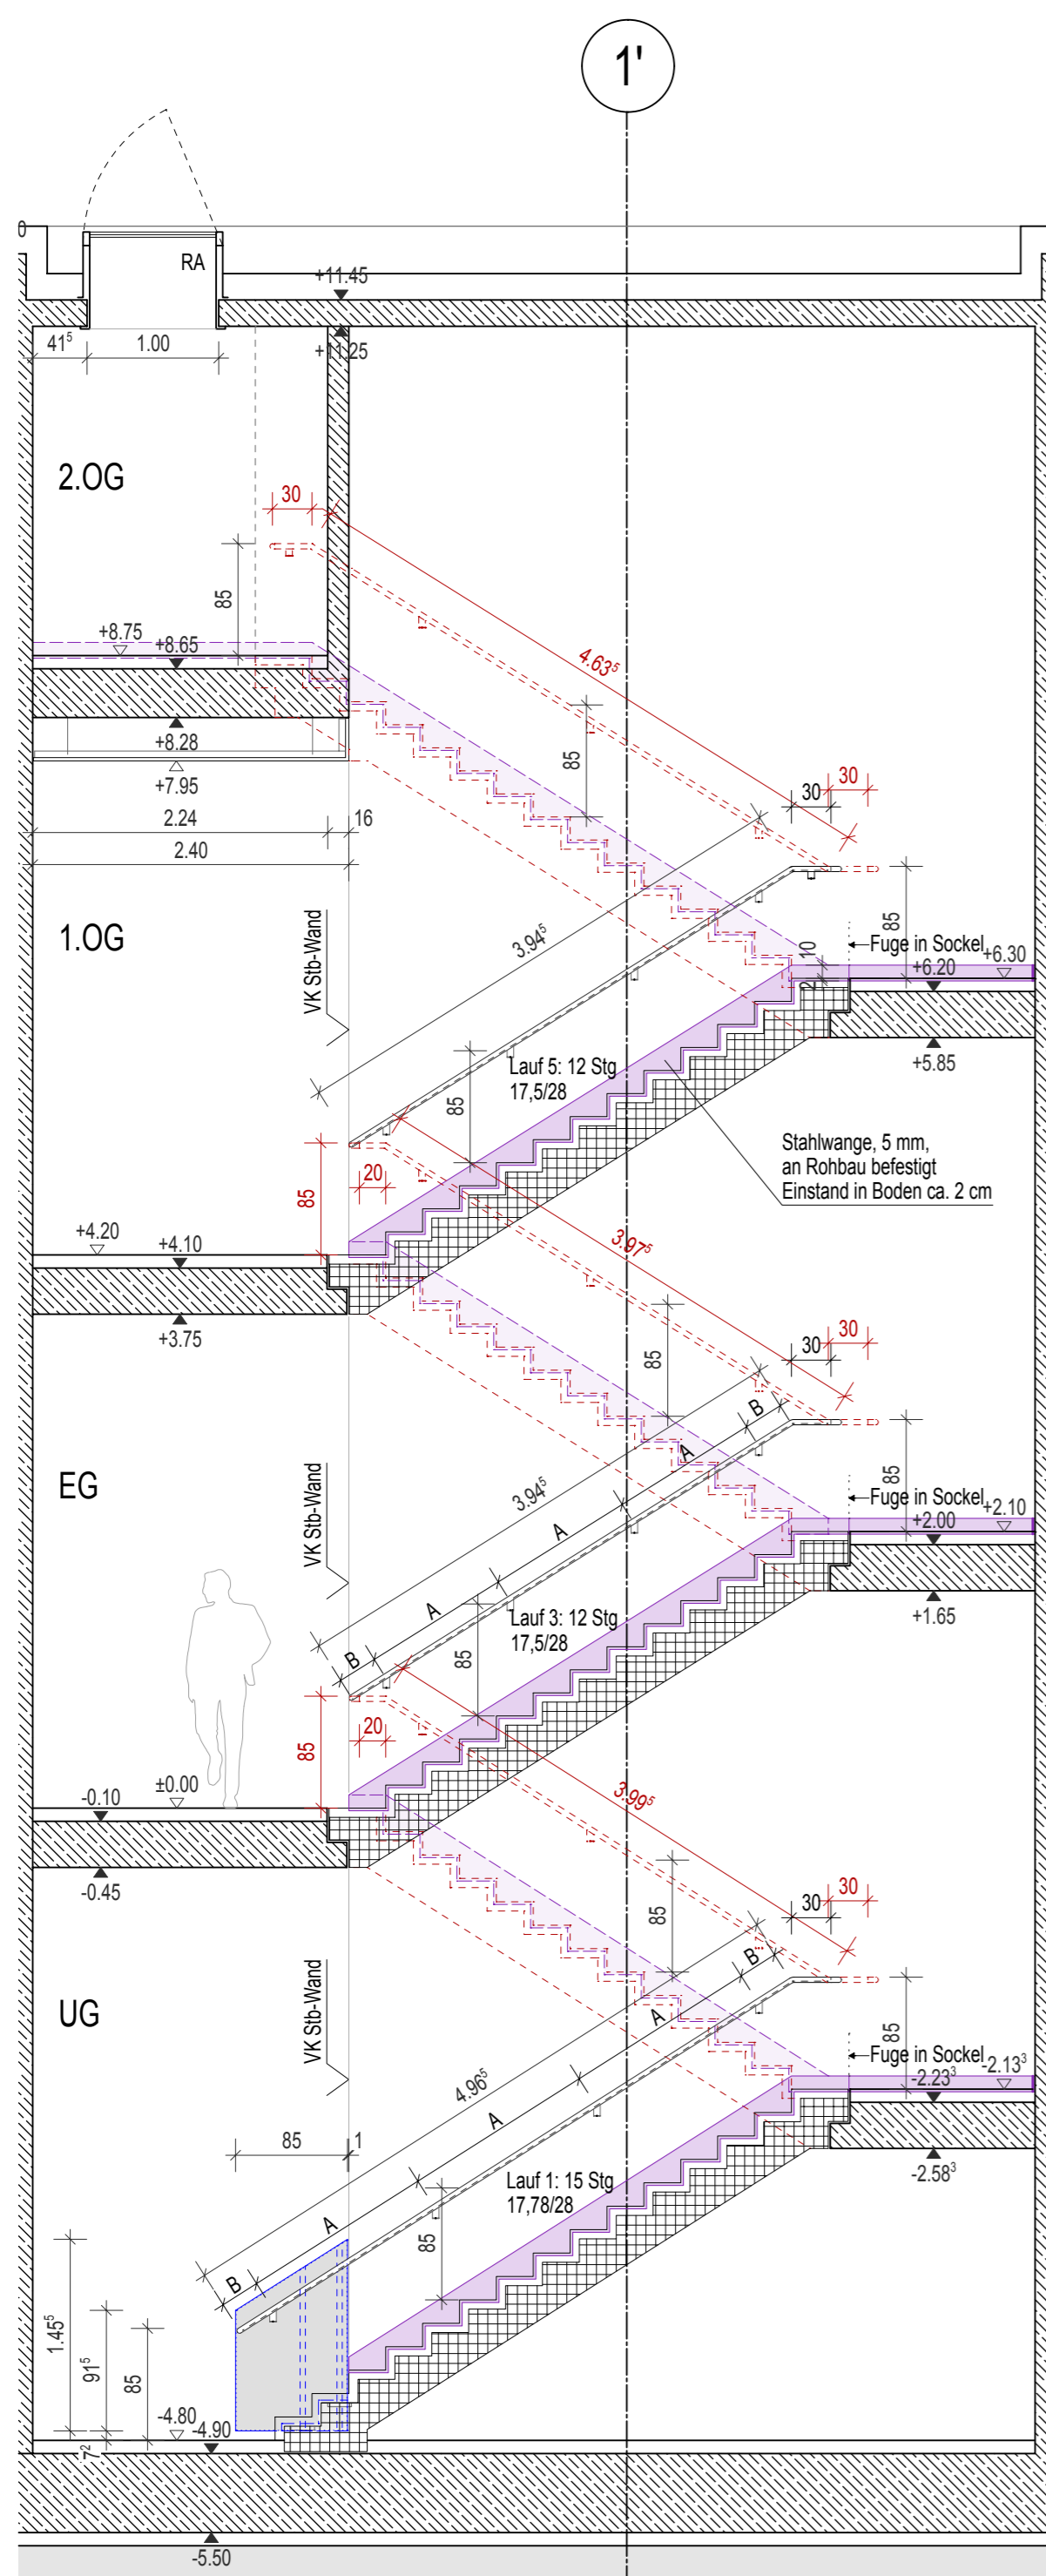 1'
0
RA
+11.45
+11.25
41⁵
1.00
2.OG
30
85
4.63⁵
+8.75
+8.65
85
+8.28
+7.95
30
30
2.24
16
2.40
85
1.OG
VK Stb-Wand
3.94⁵
Fuge in Sockel
10
+6.30
+6.20
2
+5.85
Lauf 5: 12 Stg
17,5/28
85
Stahlwange, 5 mm,
an Rohbau befestigt
Einstand in Boden ca. 2 cm
20
85
+4.20
+4.10
3.97⁵
+3.75
30
30
85
B
A
85
EG
VK Stb-Wand
3.94⁵
A
Fuge in Sockel
+2.10
+2.00
A
+1.65
Lauf 3: 12 Stg
17,5/28
85
B
20
85
±0.00
-0.10
3.99⁵
-0.45
30
30
85
B
UG
VK Stb-Wand
A
85
Fuge in Sockel
-2.13³
-2.23³
4.96⁵
A
85
1
-2.58³
Lauf 1: 15 Stg
17,78/28
A
85
B
1.45⁵
91⁵
85
-4.80
-4.90
7²
-5.50